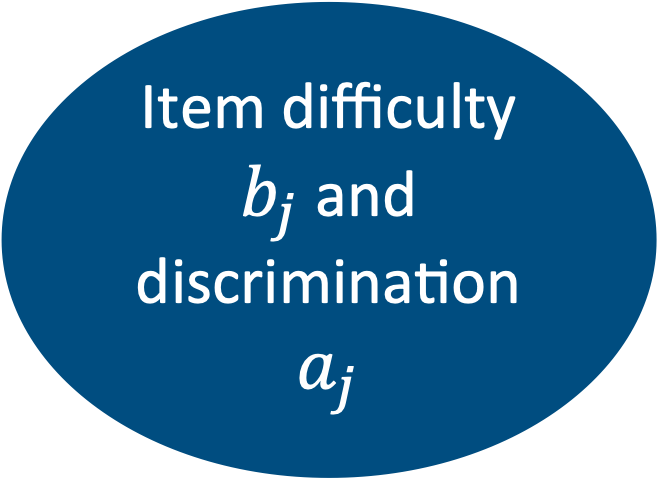 Item difficulty
b_j and
discrimination
a_j